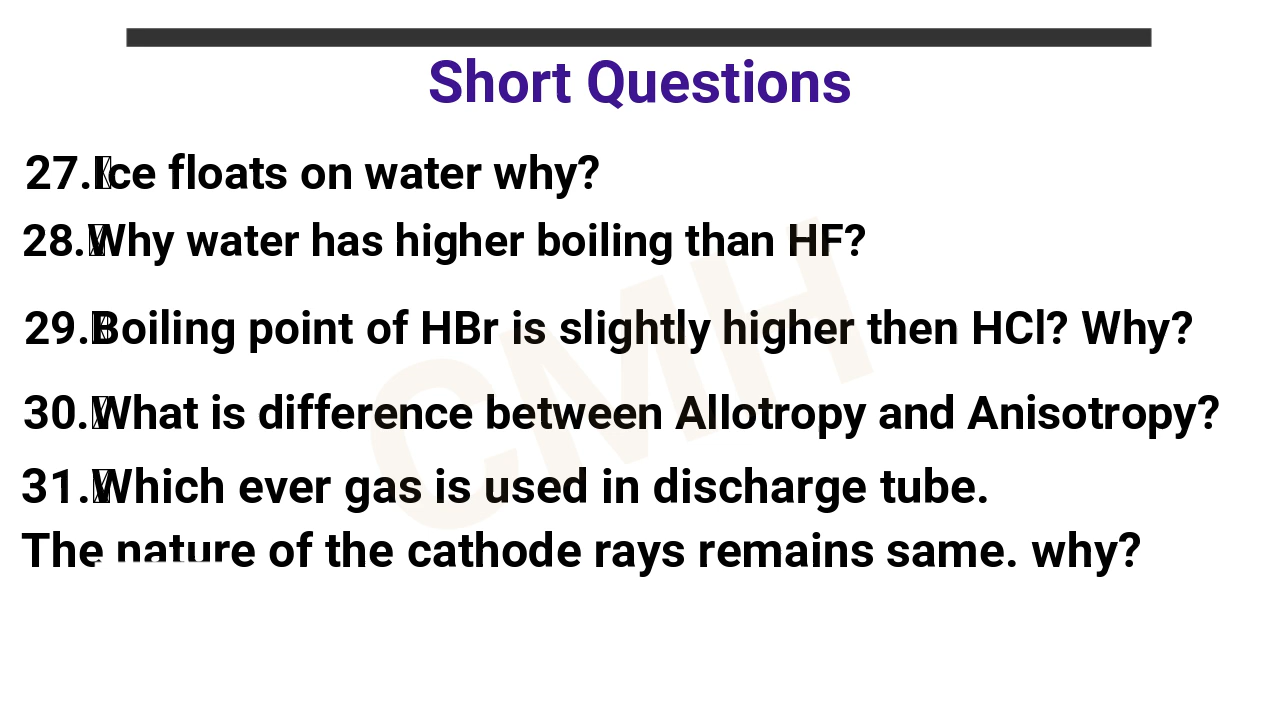 Short Questions
27.Ice floats on water why?
28.Why water has higher boiling than HF?
29.Boiling point of HBr is slightly higher then HCl? Why?
30.What is difference between Allotropy and Anisotropy?
31.Which ever gas is used in discharge tube.
The nature of the cathode rays remains same. why?
CMH